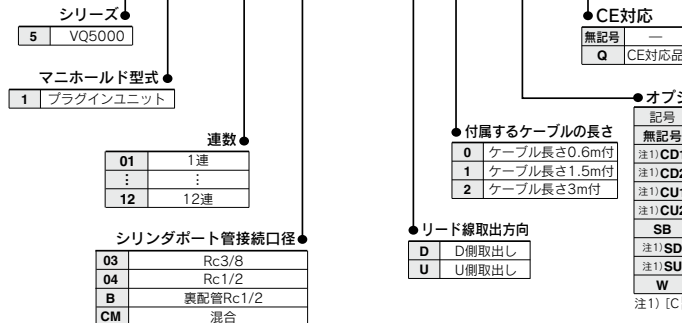 シリーズ
5 VQ5000
マニホールド型式
1 プラグインユニット
連数
01 1連
⋮ ⋮
12 12連
シリンダポート管接続口径
03 Rc3/8
04 Rc1/2
B 裏配管Rc1/2
CM 混合
リード線取出方向
D D側取出し
U U側取出し
付属するケーブルの長さ
0 ケーブル長さ0.6m付
1 ケーブル長さ1.5m付
2 ケーブル長さ3m付
CE対応
無記号 —
Q CE対応品
オプシ
記号
無記号
注1)CD1
注1)CD2
注1)CU1
注1)CU2
SB
注1)SD
注1)SU
W
注1) [C